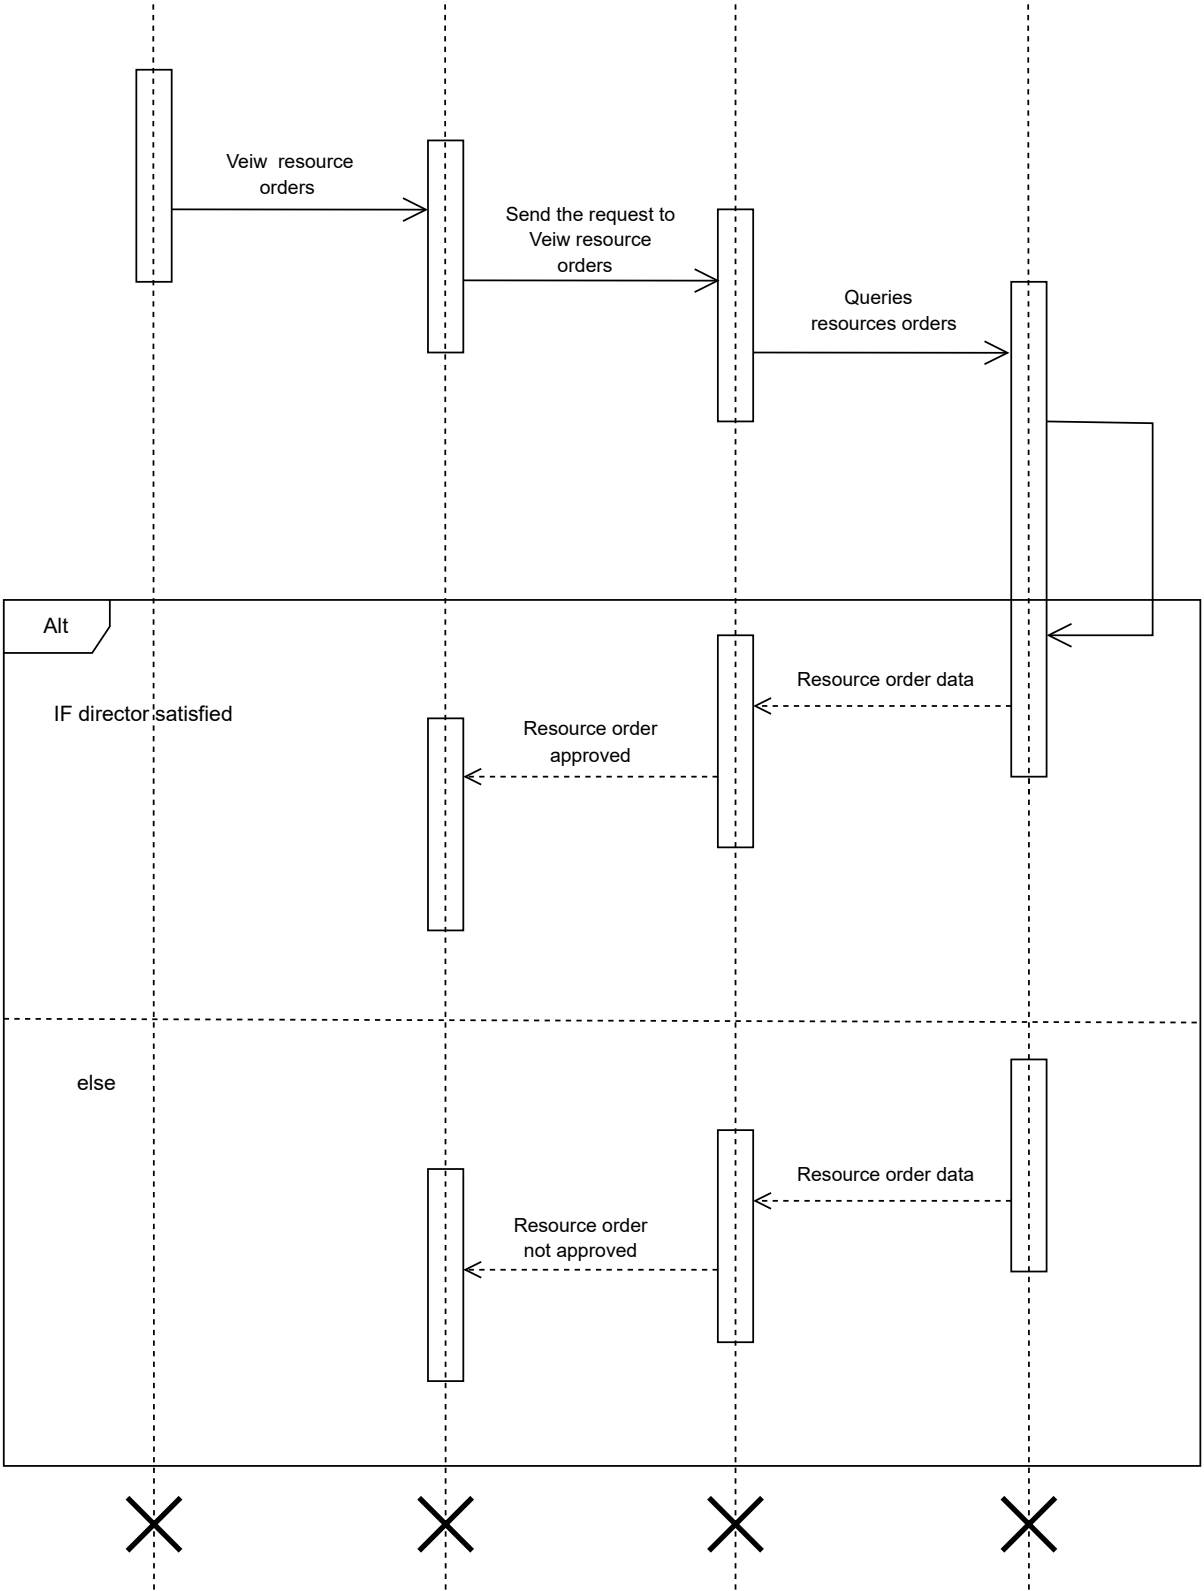 Veiw  resource
orders
Send the request to
Veiw resource
orders
Queries
resources orders
Alt
IF director satisfied
Resource order data
Resource order
approved
else
Resource order data
Resource order
not approved